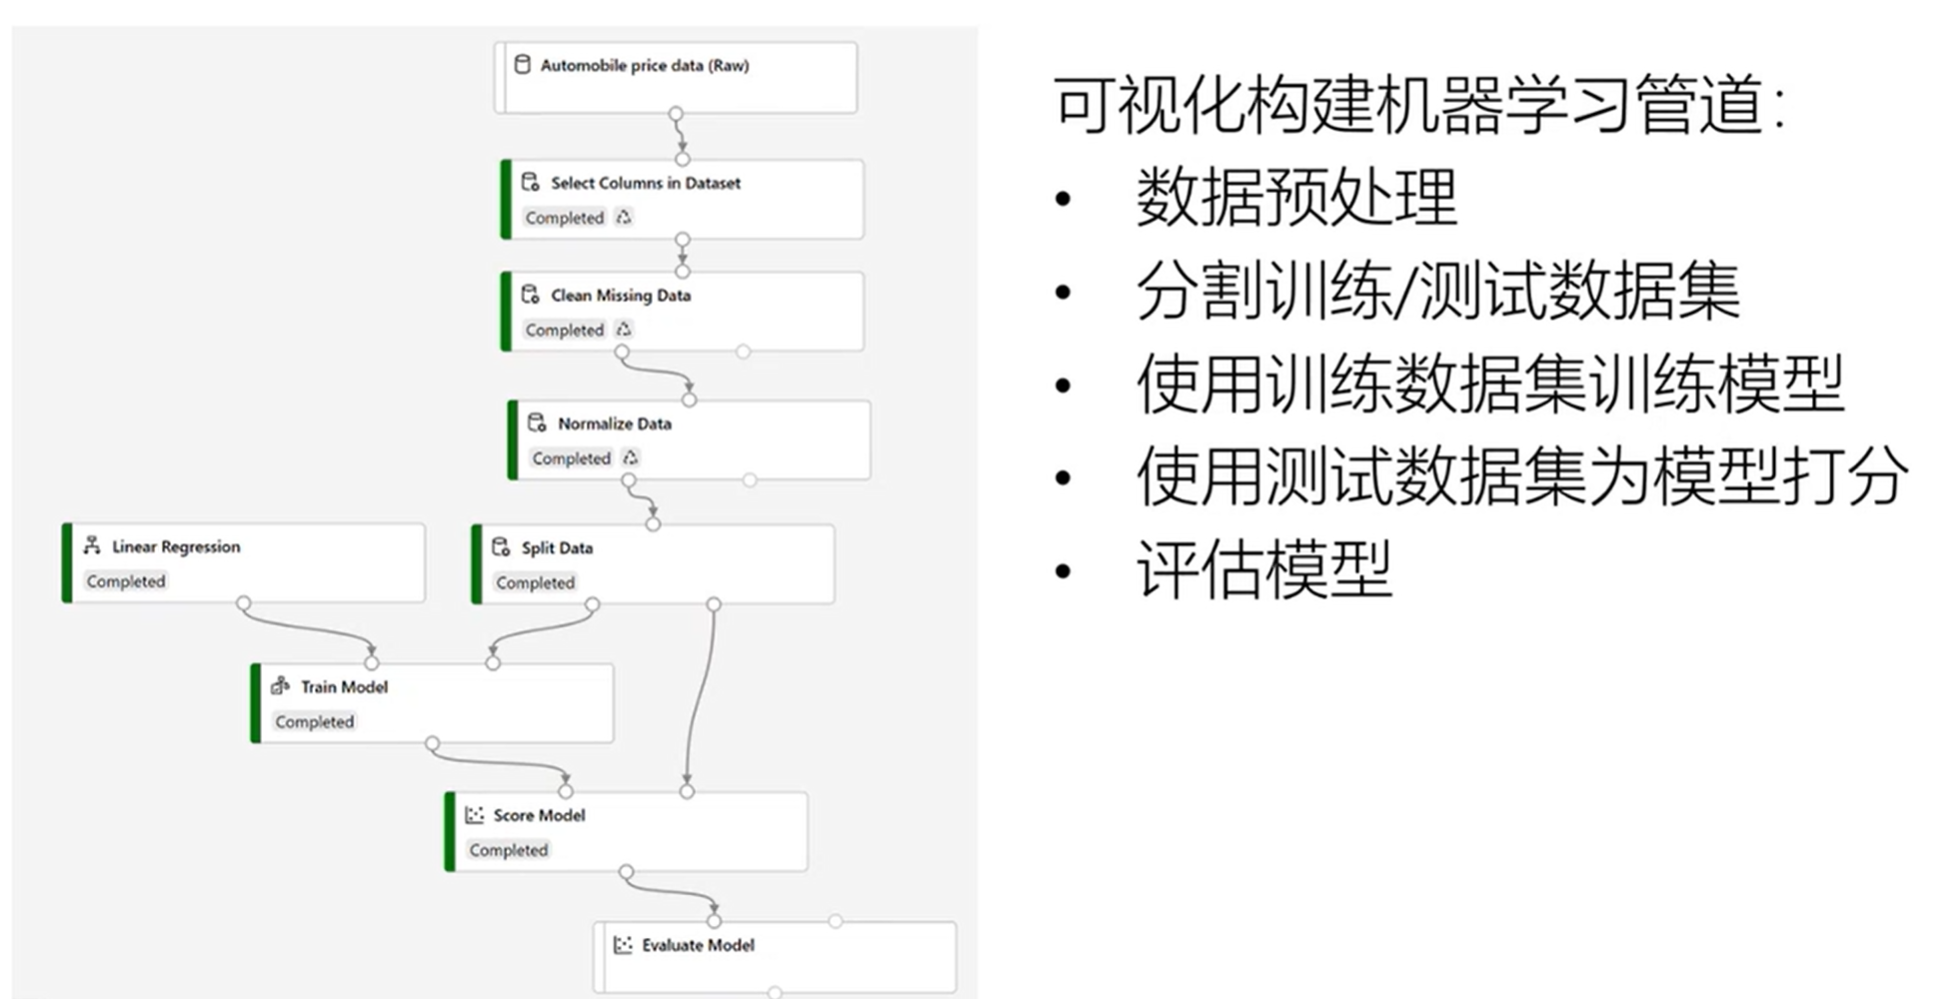 Automobile price data (Raw)
Select Columns in Dataset
Completed
Clean Missing Data
Completed
Normalize Data
Completed
Linear Regression
Completed
Split Data
Completed
Train Model
Completed
Score Model
Completed
Evaluate Model
可视化构建机器学习管道：
• 数据预处理
• 分割训练/测试数据集
• 使用训练数据集训练模型
• 使用测试数据集为模型打分
• 评估模型